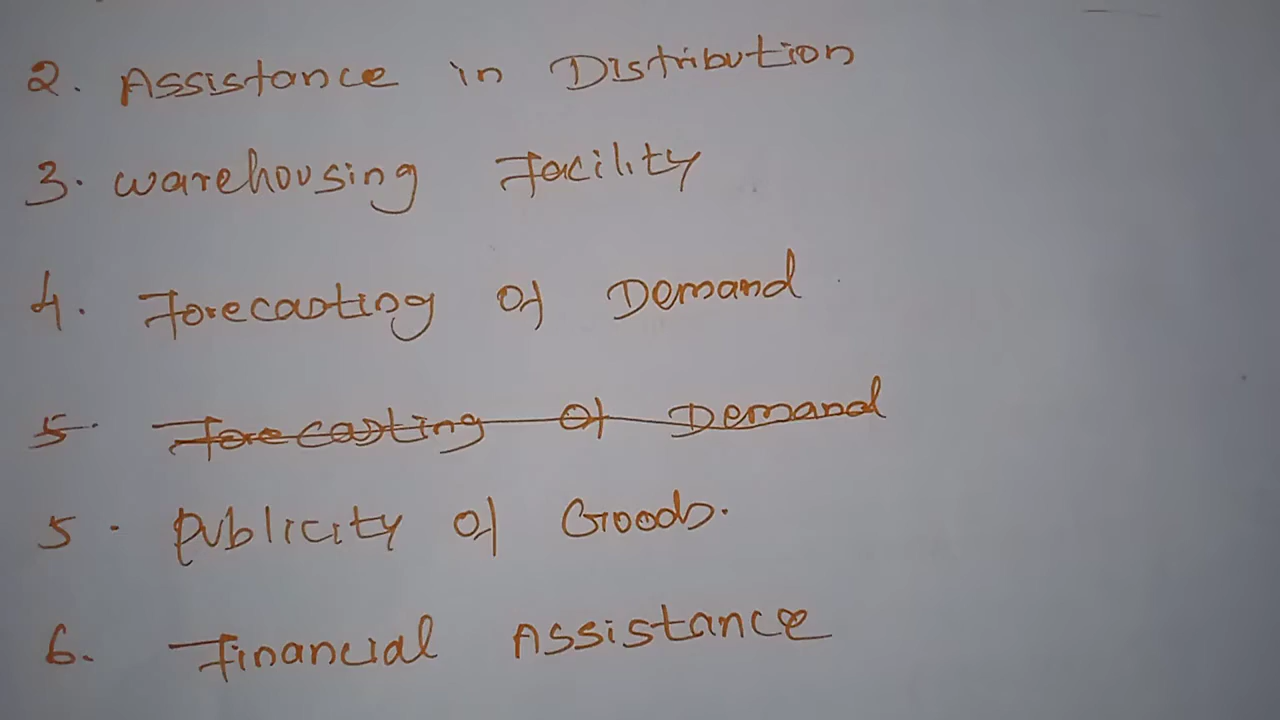 2. Assistance in Distribution
3. Warehousing Facility
4. Forecasting of Demand
5. Forecasting of Demand
5. Publicity of Goods.
6. Financial Assistance